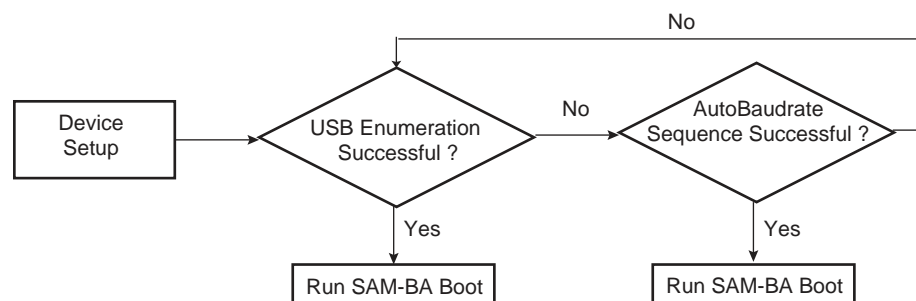 No
Device
Setup
USB Enumeration
Successful ?
No
AutoBaudrate
Sequence Successful ?
Yes
Yes
Run SAM-BA Boot
Run SAM-BA Boot